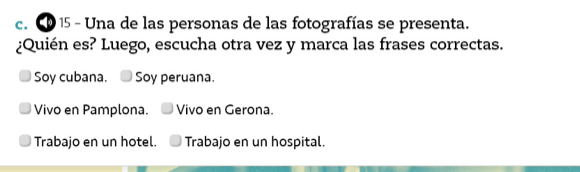 c. 15 - Una de las personas de las fotografías se presenta.
¿Quién es? Luego, escucha otra vez y marca las frases correctas.
Soy cubana. Soy peruana.
Vivo en Pamplona. Vivo en Gerona.
Trabajo en un hotel. Trabajo en un hospital.